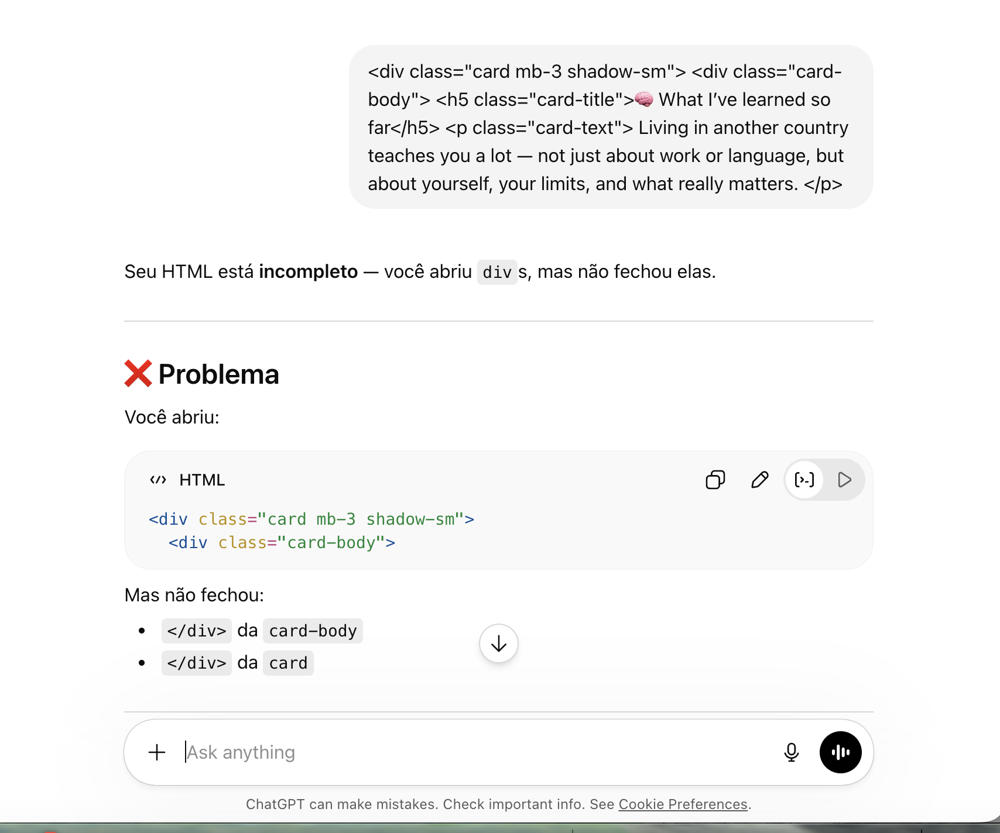 <div class="card mb-3 shadow-sm"> <div class="card-
body"> <h5 class="card-title">🧠 What I’ve learned so
far</h5> <p class="card-text"> Living in another country
teaches you a lot — not just about work or language, but
about yourself, your limits, and what really matters. </p>
Seu HTML está incompleto — você abriu divs, mas não fechou elas.
❌ Problema
Você abriu:
HTML
<div class="card mb-3 shadow-sm">
  <div class="card-body">
Mas não fechou:
• </div> da card-body
• </div> da card
Ask anything
ChatGPT can make mistakes. Check important info. See Cookie Preferences.